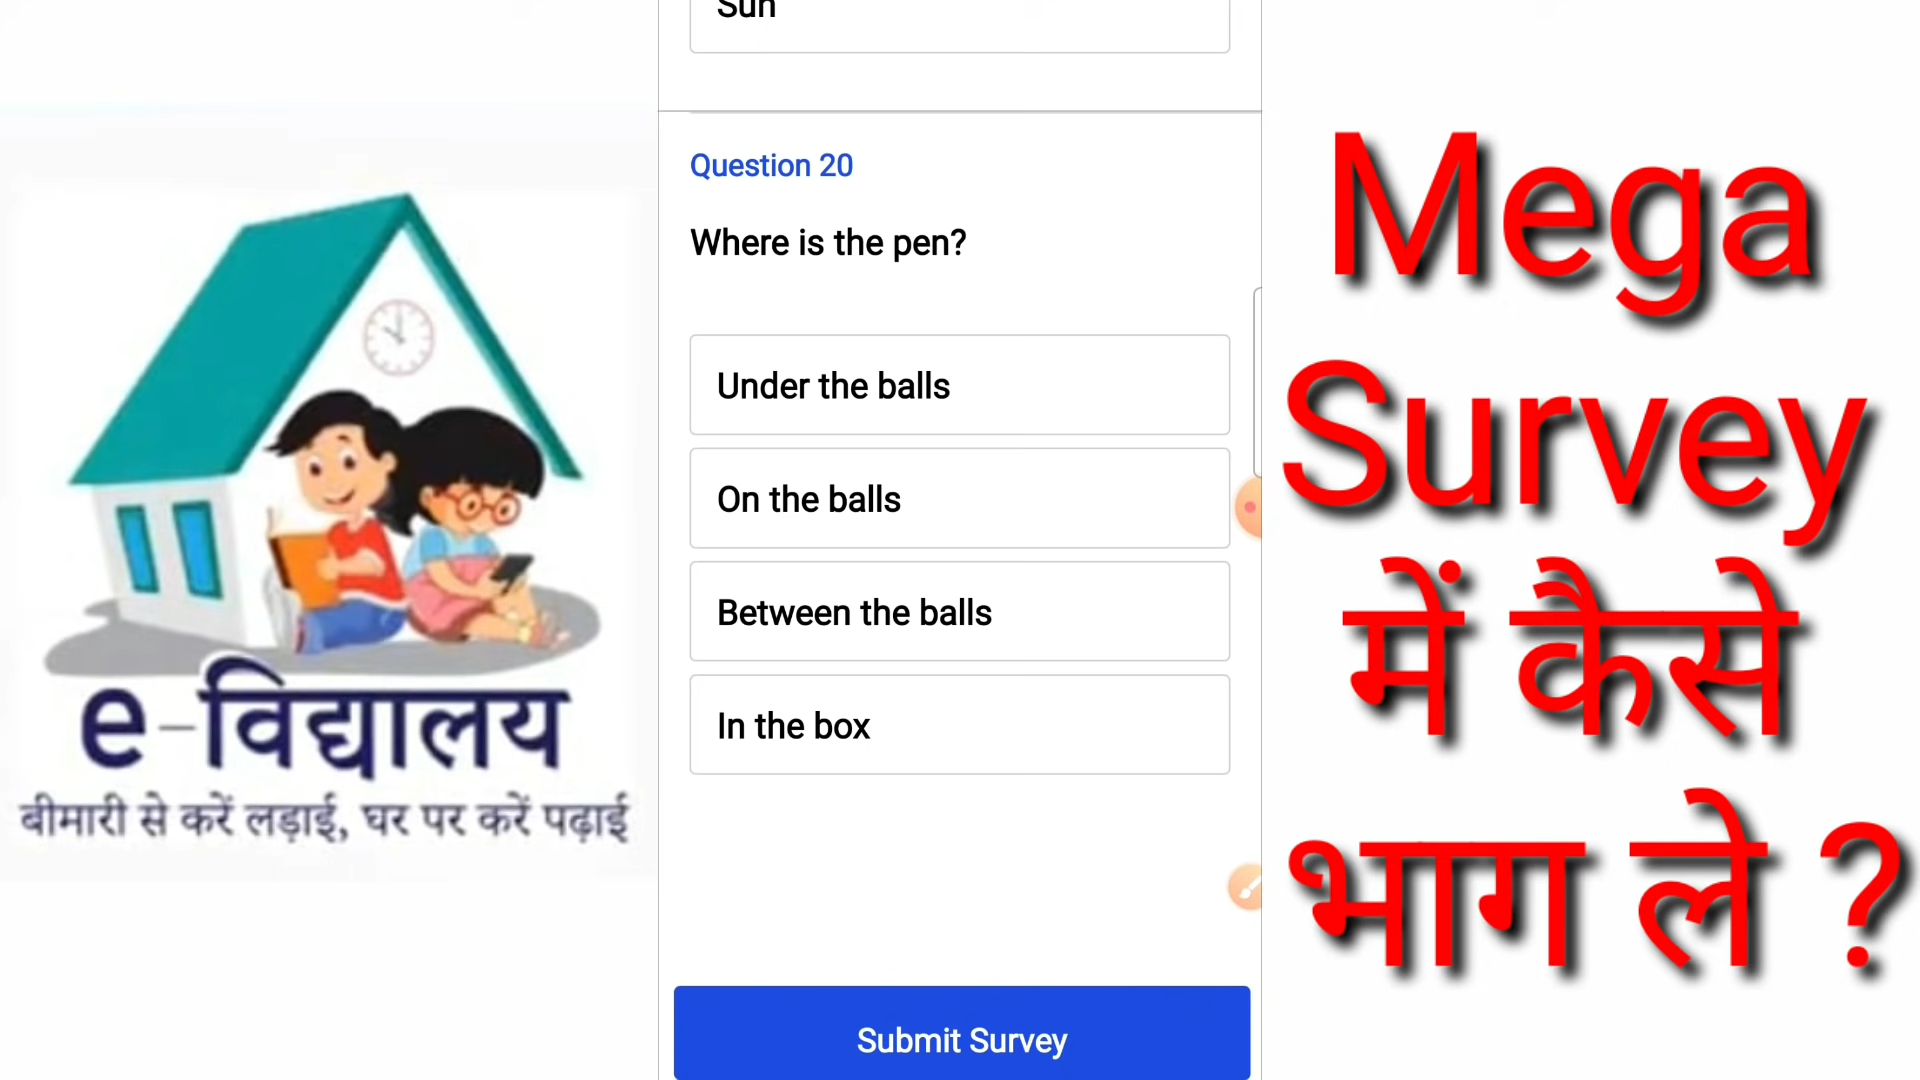 e-विद्यालय
बीमारी से करें लड़ाई, घर पर करें पढ़ाई
Sun
Question 20
Where is the pen?
Under the balls
On the balls
Between the balls
In the box
Submit Survey
Mega
Survey
में कैसे
भाग ले ?